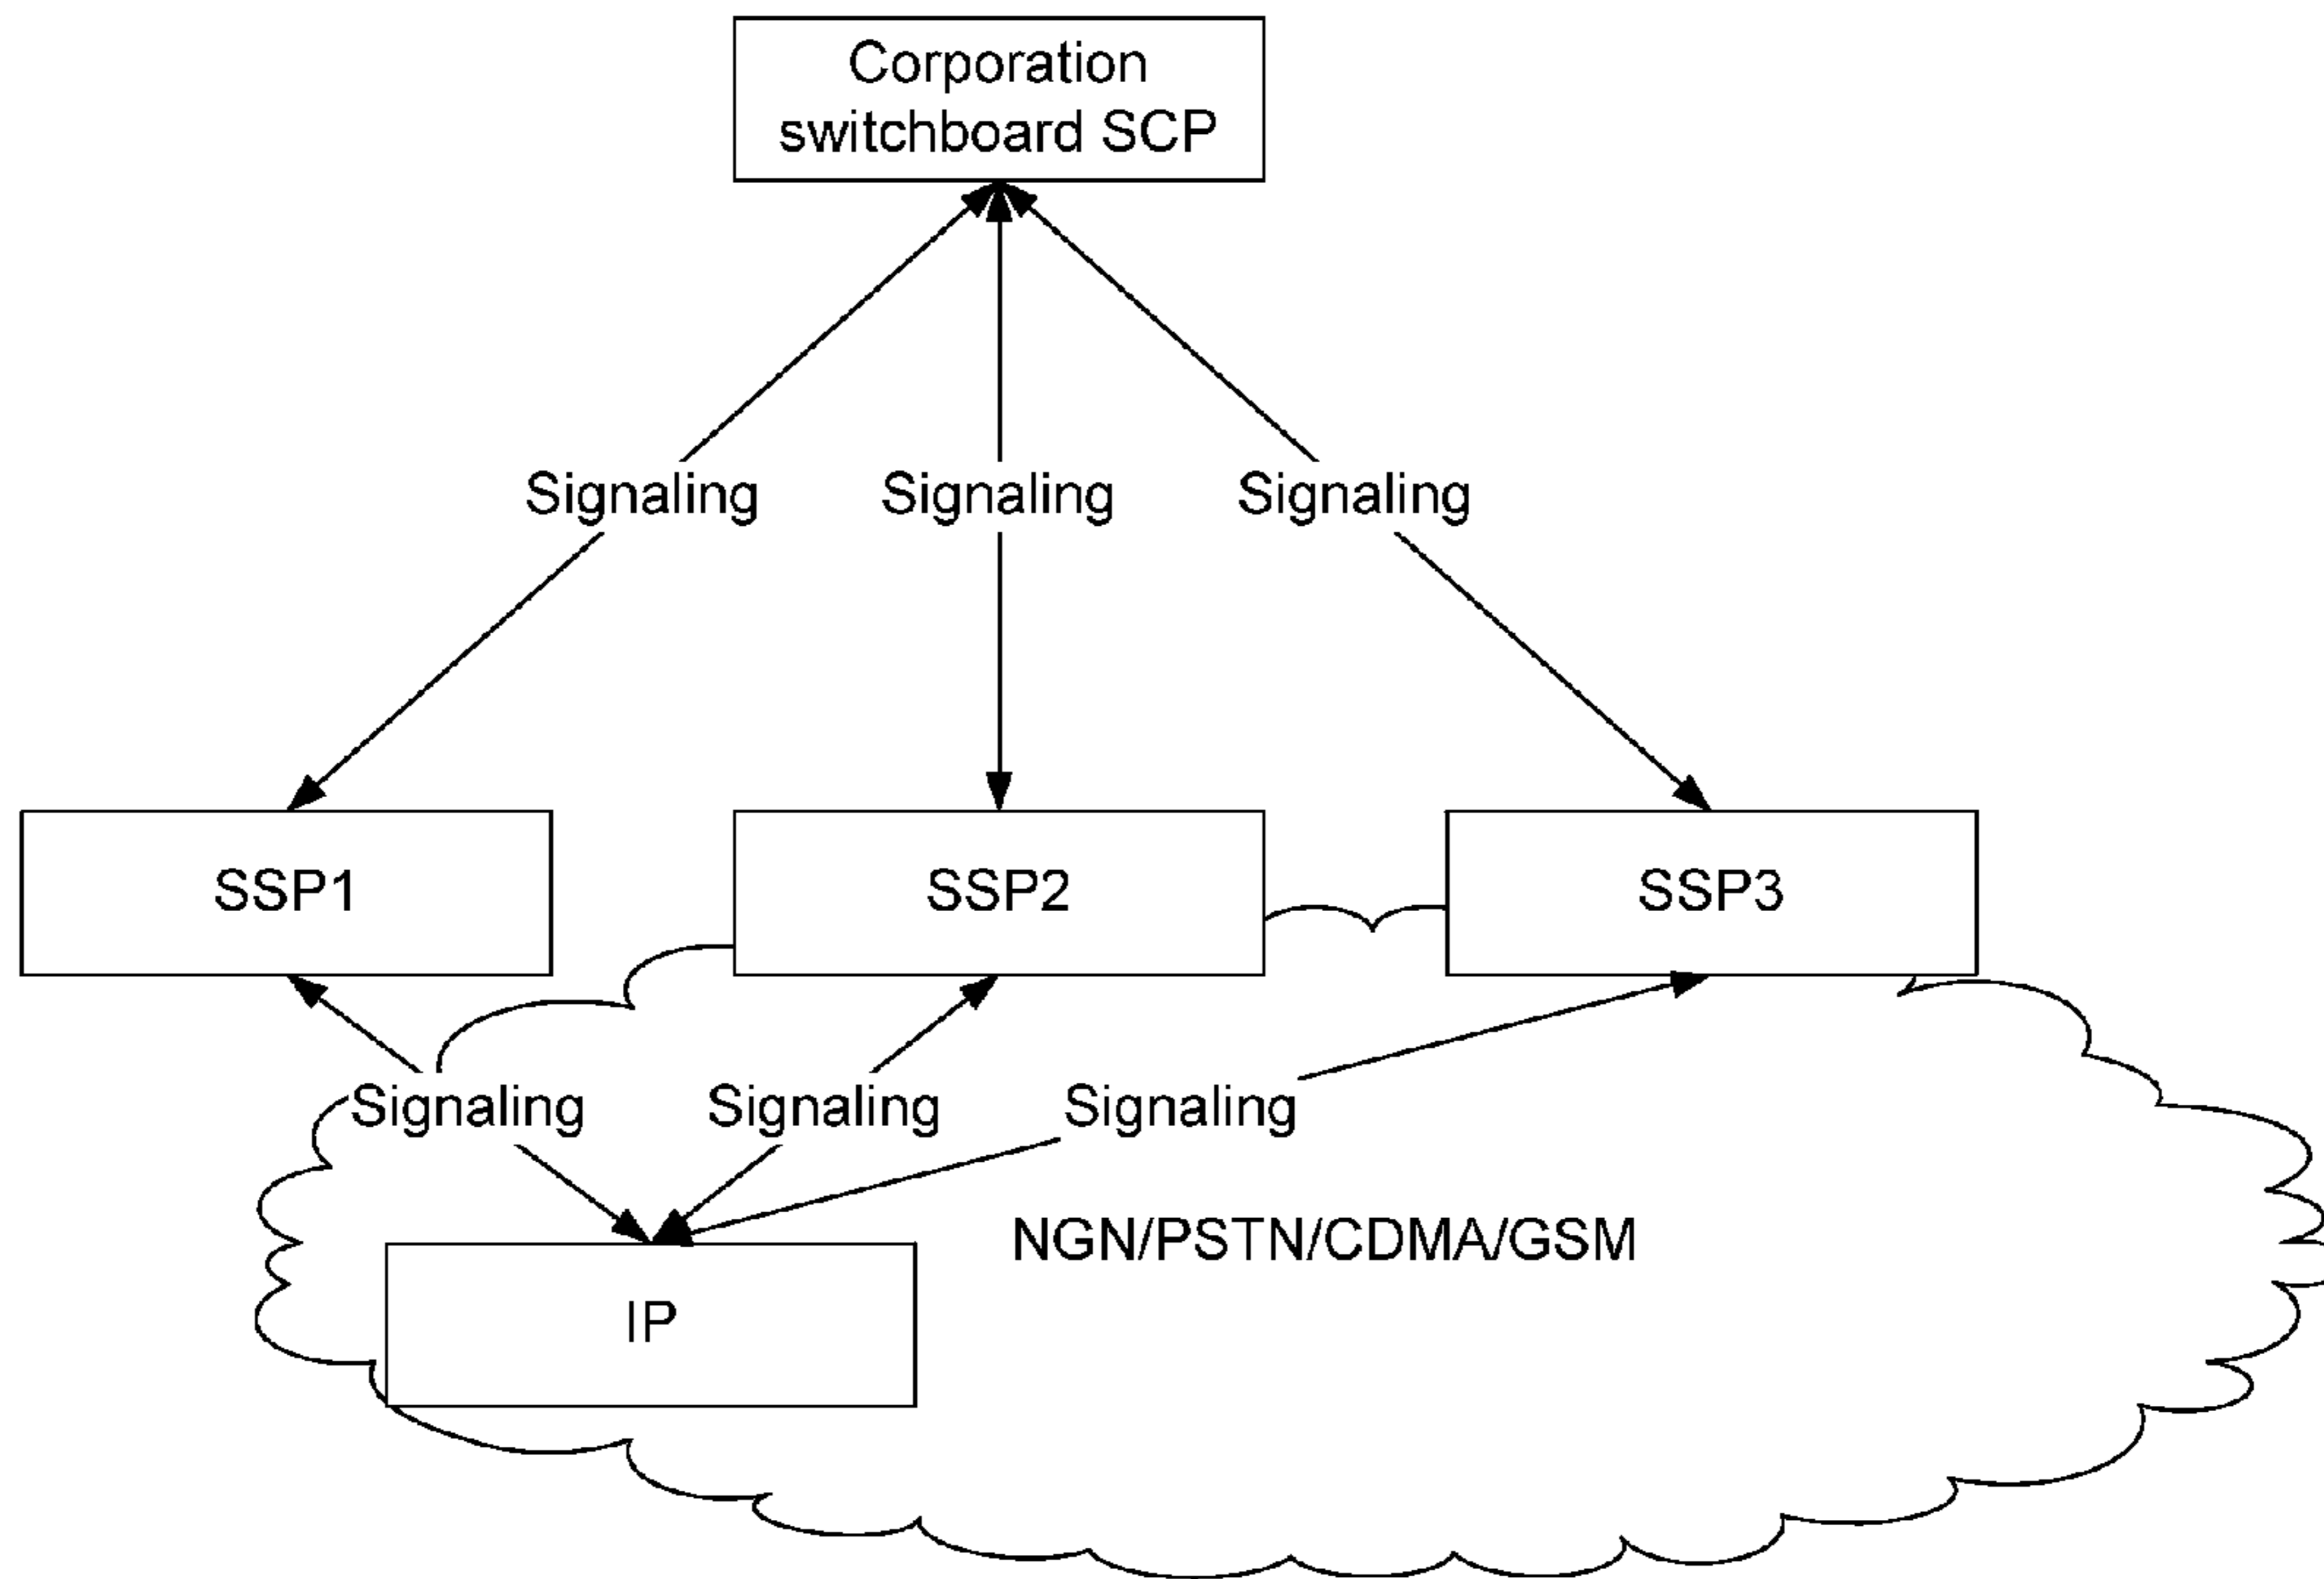 Corporation
switchboard SCP
Signaling
Signaling
Signaling
SSP1
SSP2
SSP3
Signaling
Signaling
Signaling
NGN/PSTN/CDMA/GSM
IP